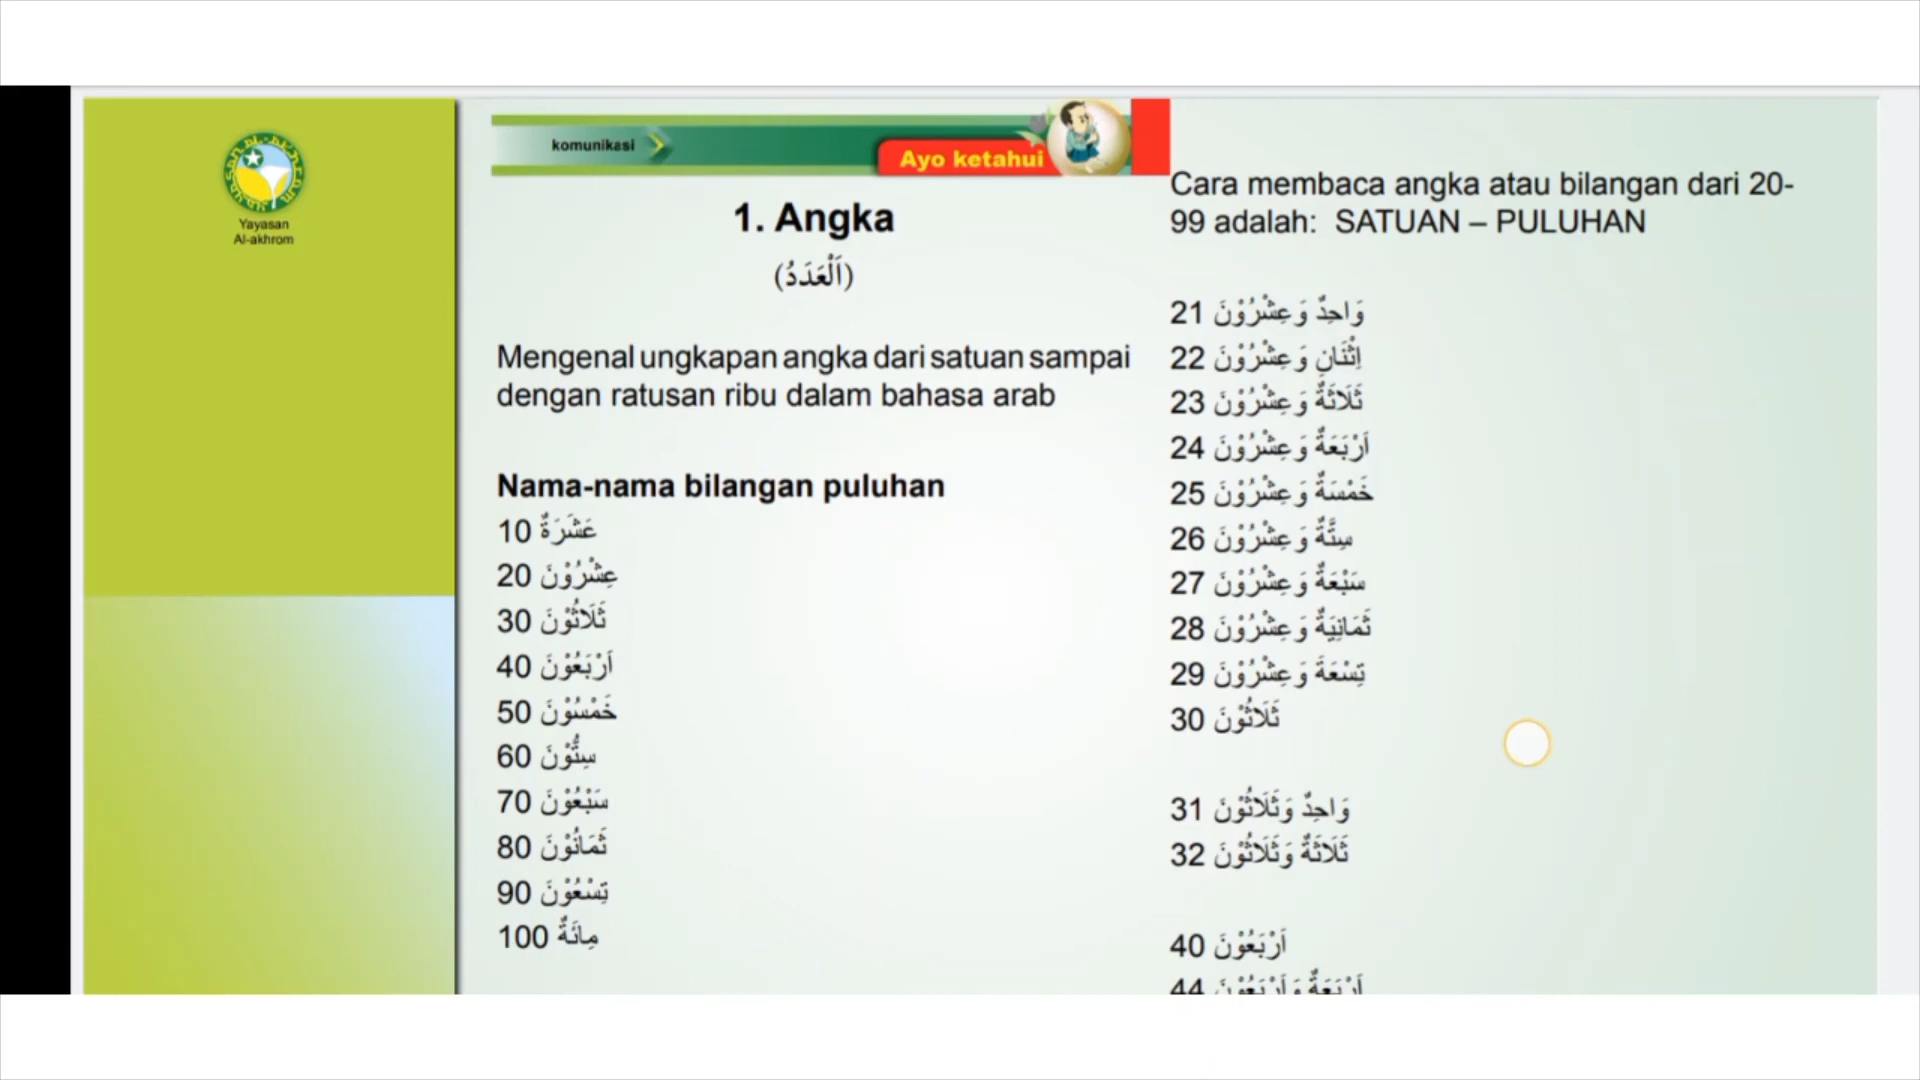 Yayasan
Al-akhrom
komunikasi
Ayo ketahui
1. Angka
(اَلْعَدَدُ)
Mengenal ungkapan angka dari satuan sampai
dengan ratusan ribu dalam bahasa arab
Nama-nama bilangan puluhan
10 عَشَرَةٌ
20 عِشْرُوْنَ
30 ثَلَاثُوْنَ
40 اَرْبَعُوْنَ
50 خَمْسُوْنَ
60 سِتُّوْنَ
70 سَبْعُوْنَ
80 ثَمَانُوْنَ
90 تِسْعُوْنَ
100 مِائَةٌ
Cara membaca angka atau bilangan dari 20-
99 adalah: SATUAN – PULUHAN
21 وَاحِدٌ وَعِشْرُوْنَ
22 اِثْنَانِ وَعِشْرُوْنَ
23 ثَلَاثَةٌ وَعِشْرُوْنَ
24 اَرْبَعَةٌ وَعِشْرُوْنَ
25 خَمْسَةٌ وَعِشْرُوْنَ
26 سِتَّةٌ وَعِشْرُوْنَ
27 سَبْعَةٌ وَعِشْرُوْنَ
28 ثَمَانِيَةٌ وَعِشْرُوْنَ
29 تِسْعَةَ وَعِشْرُوْنَ
30 ثَلَاثُوْنَ
31 وَاحِدٌ وَثَلَاثُوْنَ
32 ثَلَاثَةٌ وَثَلَاثُوْنَ
40 اَرْبَعُوْنَ
44 اَرْبَعَةٌ وَاَرْبَعُوْنَ